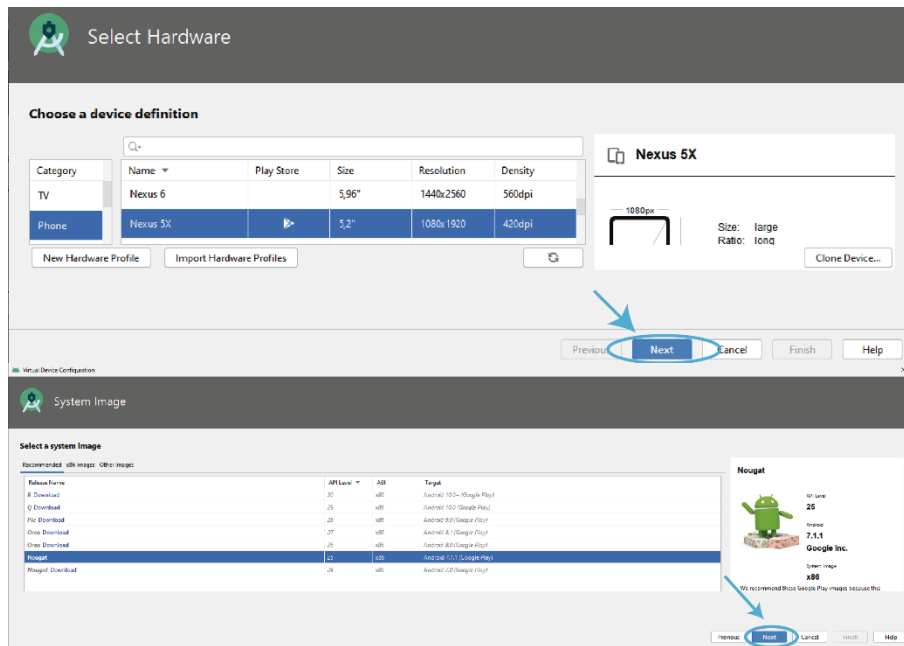 Select Hardware
Choose a device definition
Category Name Play Store Size Resolution Density
TV Nexus 6 5,96" 1440x2560 560dpi
Phone Nexus 5X 5,2" 1080x1920 420dpi
New Hardware Profile Import Hardware Profiles
Nexus 5X
1080px
Size: large
Ratio: long
Clone Device...
Previous Next Cancel Finish Help
Virtual Device Configuration
System Image
Select a system image
Recommended x86 Images Other Images
Release Name API Level ABI Target
R Download 30 x86 Android 10.0+ (Google Play)
Q Download 29 x86 Android 10.0 (Google Play)
Pie Download 28 x86 Android 9.0 (Google Play)
Oreo Download 27 x86 Android 8.1 (Google Play)
Oreo Download 26 x86 Android 8.0 (Google Play)
Nougat 25 x86 Android 7.1.1 (Google Play)
Nougat Download 24 x86 Android 7.0 (Google Play)
Nougat
API Level
25
Android
7.1.1
Google Inc.
System Image
x86
We recommend these Google Play images because this
Previous Next Cancel Finish Help